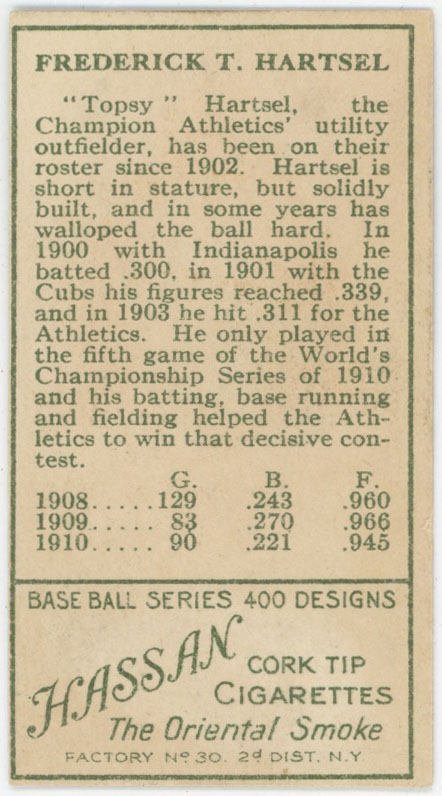 FREDERICK T. HARTSEL
"Topsy" Hartsel, the
Champion Athletics' utility
outfielder, has been on their
roster since 1902. Hartsel is
short in stature, but solidly
built, and in some years has
walloped the ball hard. In
1900 with Indianapolis he
batted .300, in 1901 with the
Cubs his figures reached .339,
and in 1903 he hit .311 for the
Athletics. He only played in
the fifth game of the World's
Championship Series of 1910
and his batting, base running
and fielding helped the Ath-
letics to win that decisive con-
test.
G. B. F.
1908.....129 .243 .960
1909..... 83 .270 .966
1910..... 90 .221 .945
BASE BALL SERIES 400 DESIGNS
HASSAN
CORK TIP
CIGARETTES
The Oriental Smoke
FACTORY Nº 30. 2d DIST. N.Y.